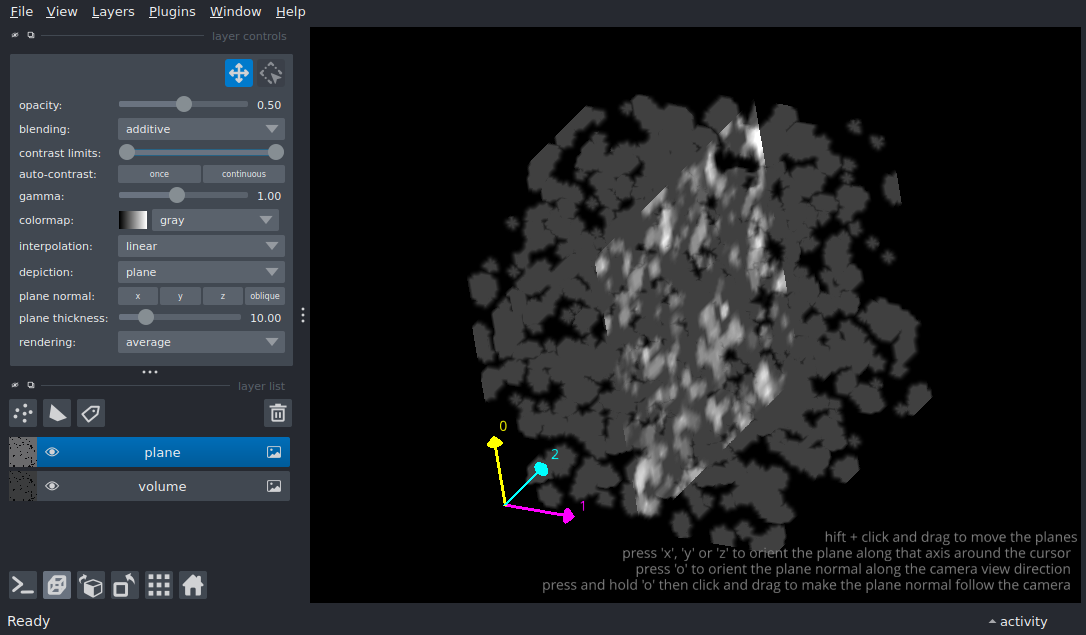 File View Layers Plugins Window Help
layer controls
opacity: 0.50
blending: additive
contrast limits:
auto-contrast: once continuous
gamma: 1.00
colormap: gray
interpolation: linear
depiction: plane
plane normal: x y z oblique
plane thickness: 10.00
rendering: average
layer list
plane
volume
0
2
1
hift + click and drag to move the planes
press 'x', 'y' or 'z' to orient the plane along that axis around the cursor
press 'o' to orient the plane normal along the camera view direction
press and hold 'o' then click and drag to make the plane normal follow the camera
Ready
activity